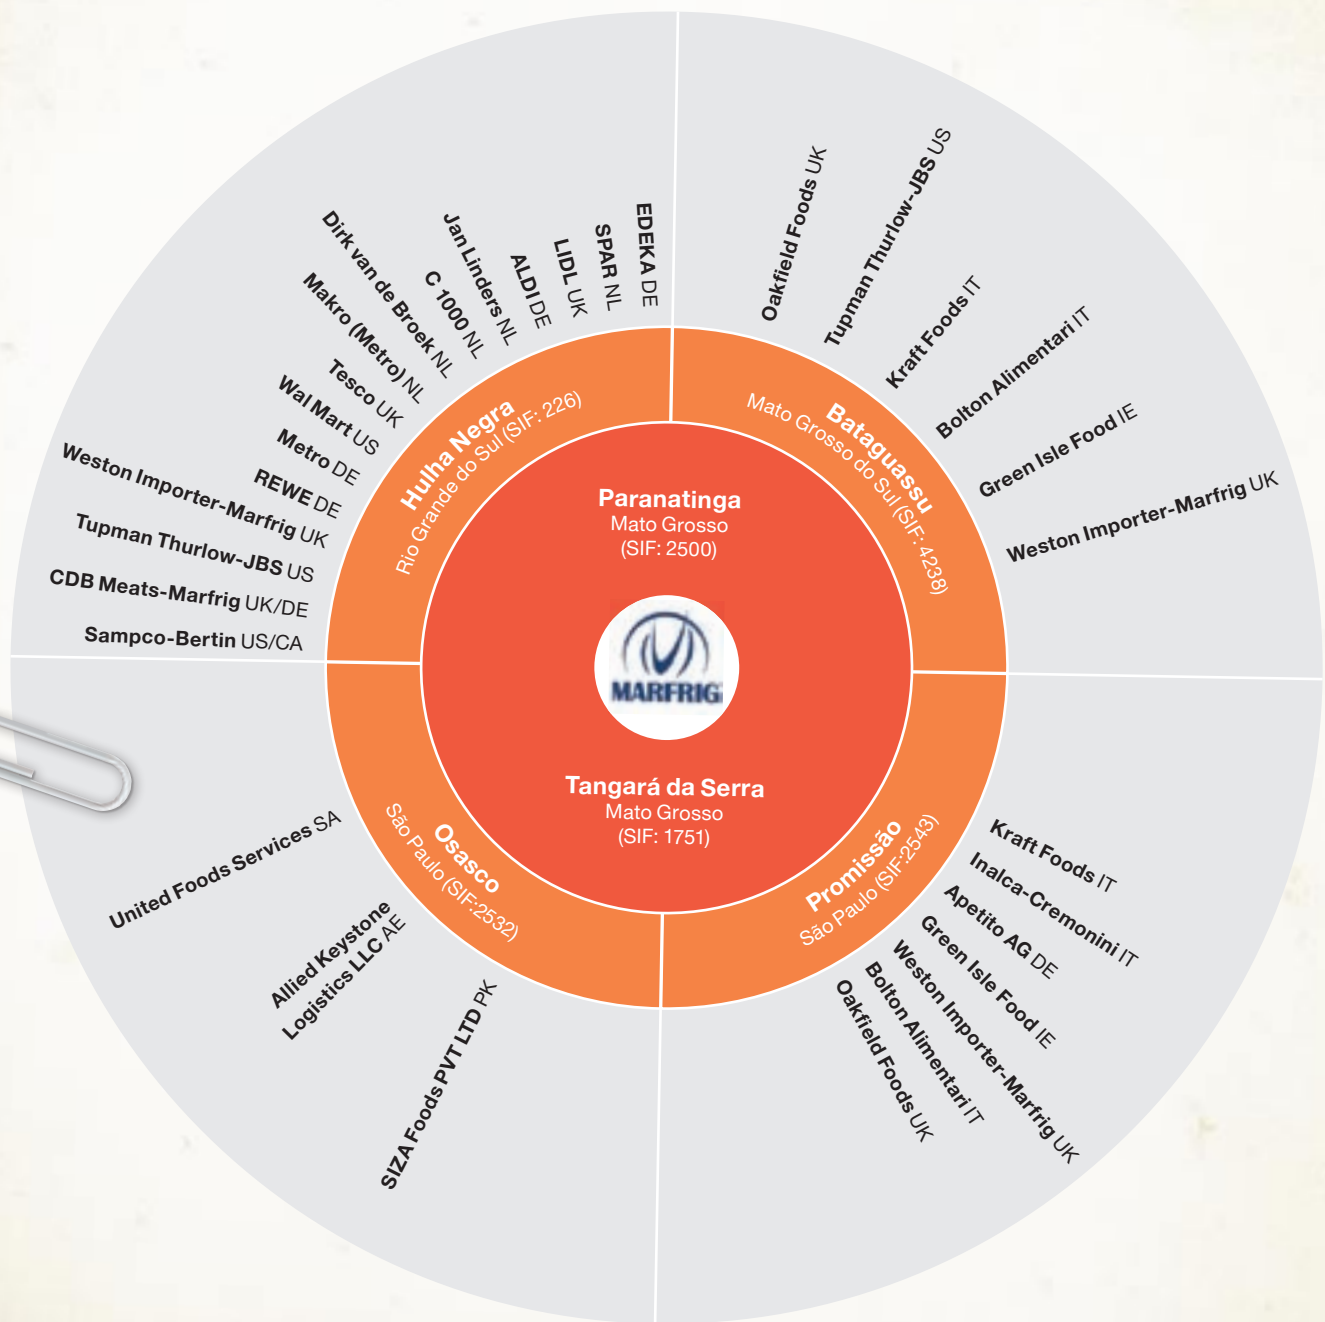 EDEKA DE
SPAR NL
LIDL UK
ALDI DE
Jan Linders NL
C 1000 NL
Dirk van de Broek NL
Makro (Metro) NL
Tesco UK
Wal Mart US
Metro DE
REWE DE
Weston Importer-Marfrig UK
Tupman Thurlow-JBS US
CDB Meats-Marfrig UK/DE
Sampco-Bertin US/CA
Hulha Negra
Rio Grande do Sul (SIF: 226)
Oakfield Foods UK
Tupman Thurlow-JBS US
Kraft Foods IT
Bolton Alimentari IT
Green Isle Food IE
Weston Importer-Marfrig UK
Bataguassu
Mato Grosso do Sul (SIF: 4238)
Paranatinga
Mato Grosso
(SIF: 2500)
MARFRIG
Tangará da Serra
Mato Grosso
(SIF: 1751)
Osasco
São Paulo (SIF:2532)
United Foods Services SA
Allied Keystone
Logistics LLC AE
SIZA Foods PVT LTD PK
Promissão
São Paulo (SIF:2543)
Kraft Foods IT
Inalca-Cremonini IT
Apetito AG DE
Green Isle Food IE
Weston Importer-Marfrig UK
Bolton Alimentari IT
Oakfield Foods UK